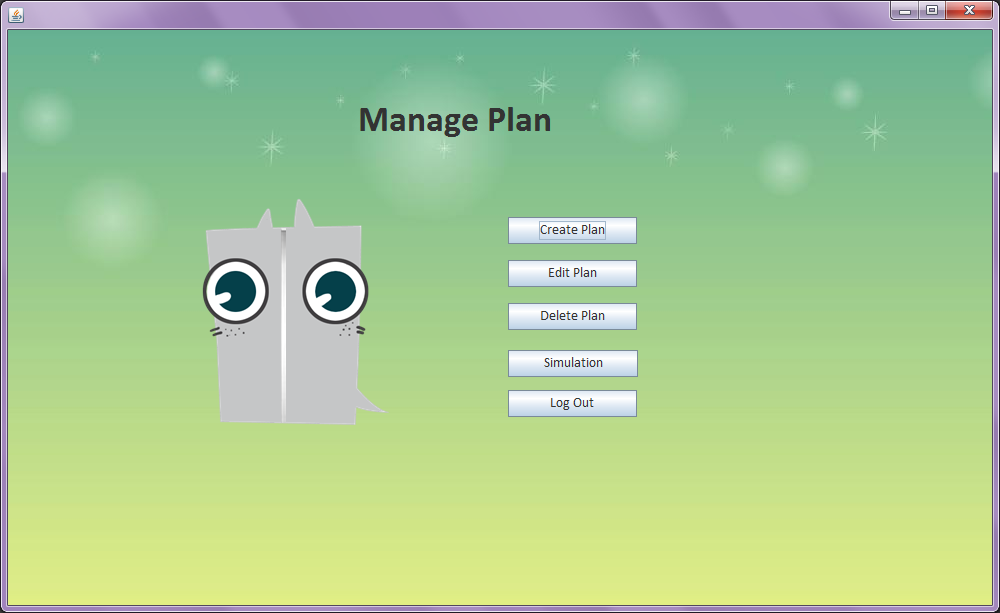 Manage Plan
Create Plan
Edit Plan
Delete Plan
Simulation
Log Out